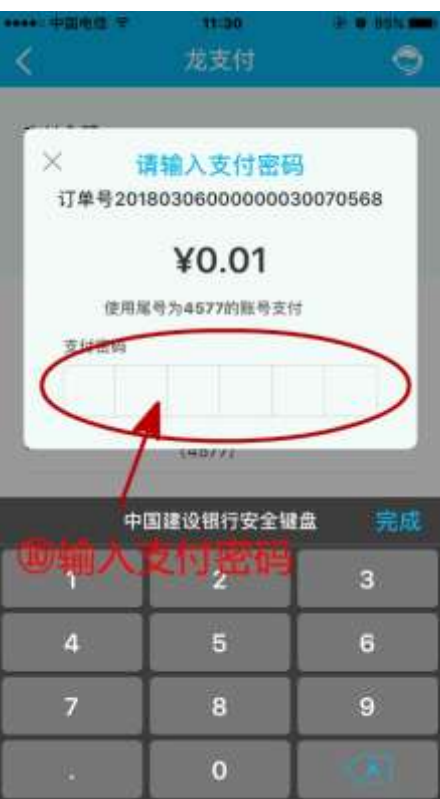 中国电信 11:30 95%
龙支付
请输入支付密码
订单号20180306000000030070568
¥0.01
使用尾号为4577的账号支付
支付密码
(4577)
中国建设银行安全键盘 完成
⑩输入支付密码
1 2 3
4 5 6
7 8 9
. 0